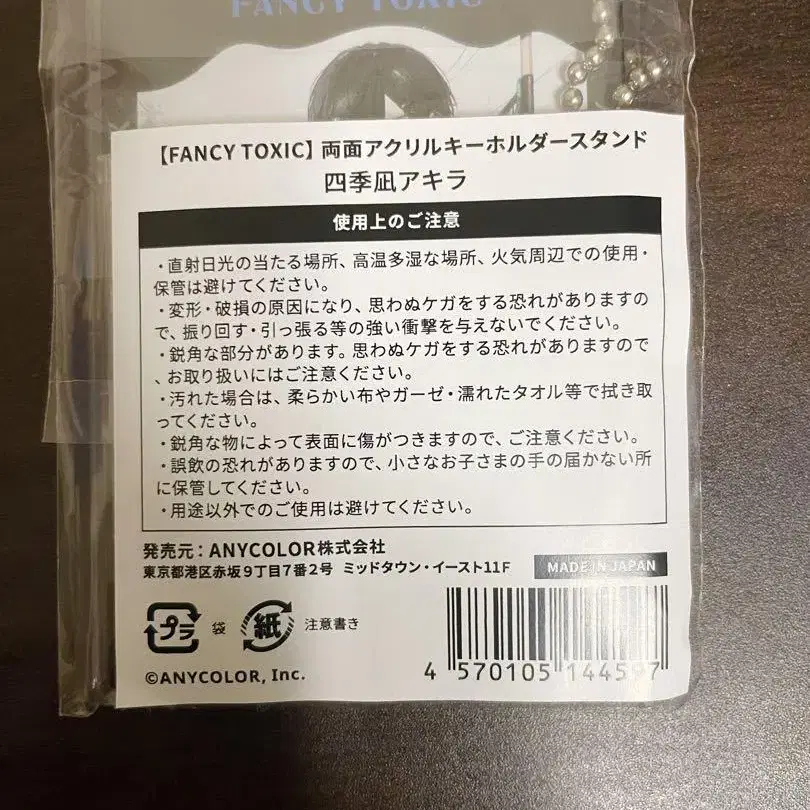 FANCY TOXIC
【FANCY TOXIC】両面アクリルキーホルダースタンド
四季凪アキラ
使用上のご注意
・直射日光の当たる場所、高温多湿な場所、火気周辺での使用・
保管は避けてください。
・変形・破損の原因になり、思わぬケガをする恐れがありますの
で、振り回す・引っ張る等の強い衝撃を与えないでください。
・鋭角な部分があります。思わぬケガをする恐れがありますので
、お取り扱いにはご注意ください。
・汚れた場合は、柔らかい布やガーゼ・濡れたタオル等で拭き取
ってください。
・鋭角な物によって表面に傷がつきますので、ご注意ください。
・誤飲の恐れがありますので、小さなお子さまの手の届かない所
に保管してください。
・用途以外でのご使用は避けてください。
発売元：ANYCOLOR株式会社
東京都港区赤坂9丁目7番2号 ミッドタウン・イースト11F
MADE IN JAPAN
プラ 袋 紙 注意書き
©ANYCOLOR, Inc.
4 570105 144597